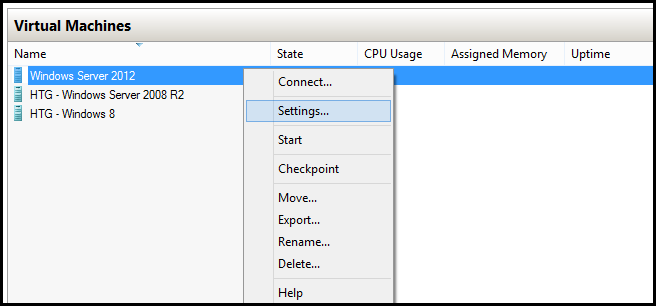 Virtual Machines
Name State CPU Usage Assigned Memory Uptime
Windows Server 2012
HTG - Windows Server 2008 R2
HTG - Windows 8
Connect...
Settings...
Start
Checkpoint
Move...
Export...
Rename...
Delete...
Help